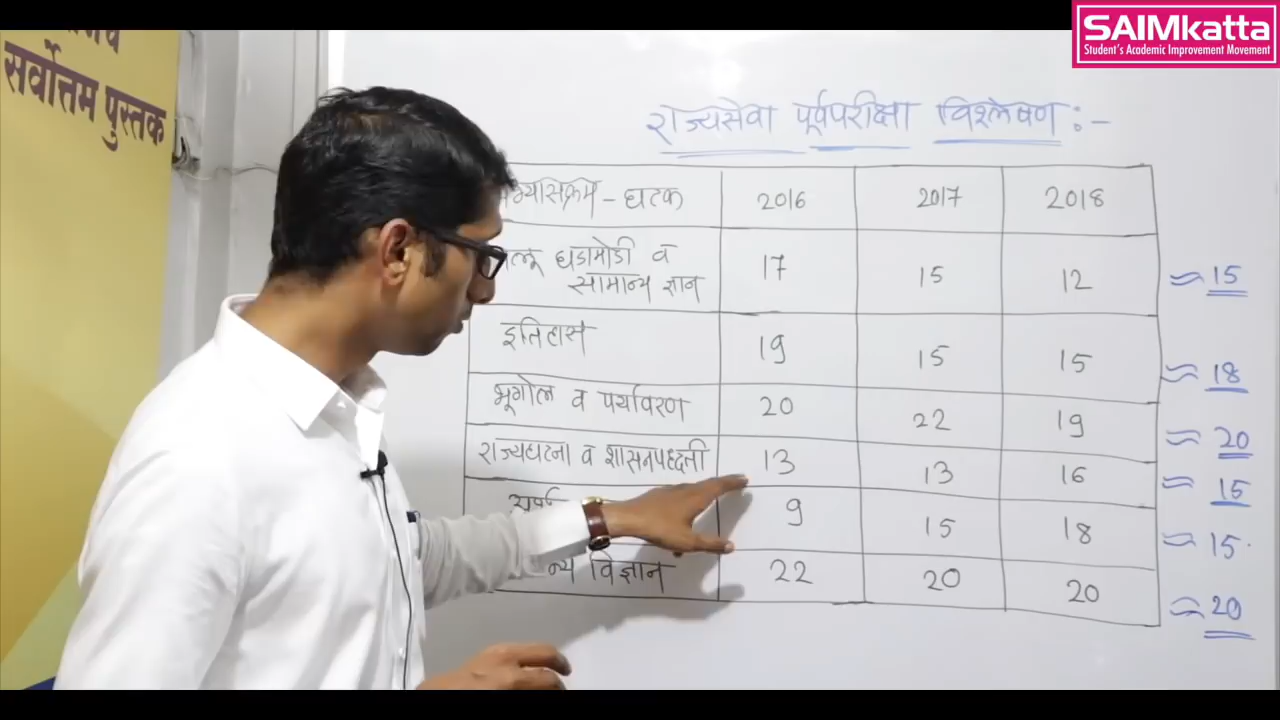 SAIMkatta
Student's Academic Improvement Movement
सर्वोत्तम पुस्तक
राज्यसेवा पूर्वपरीक्षा विश्लेषण :-
घटक 2016 2017 2018
घडामोडी व
सामान्य ज्ञान 17 15 12 ≈ 15
इतिहास 19 15 15 ≈ 18
भूगोल व पर्यावरण 20 22 19 ≈ 20
राज्यघटना व शासनपद्धती 13 13 16 ≈ 15
9 15 18 ≈ 15
विज्ञान 22 20 20 ≈ 20